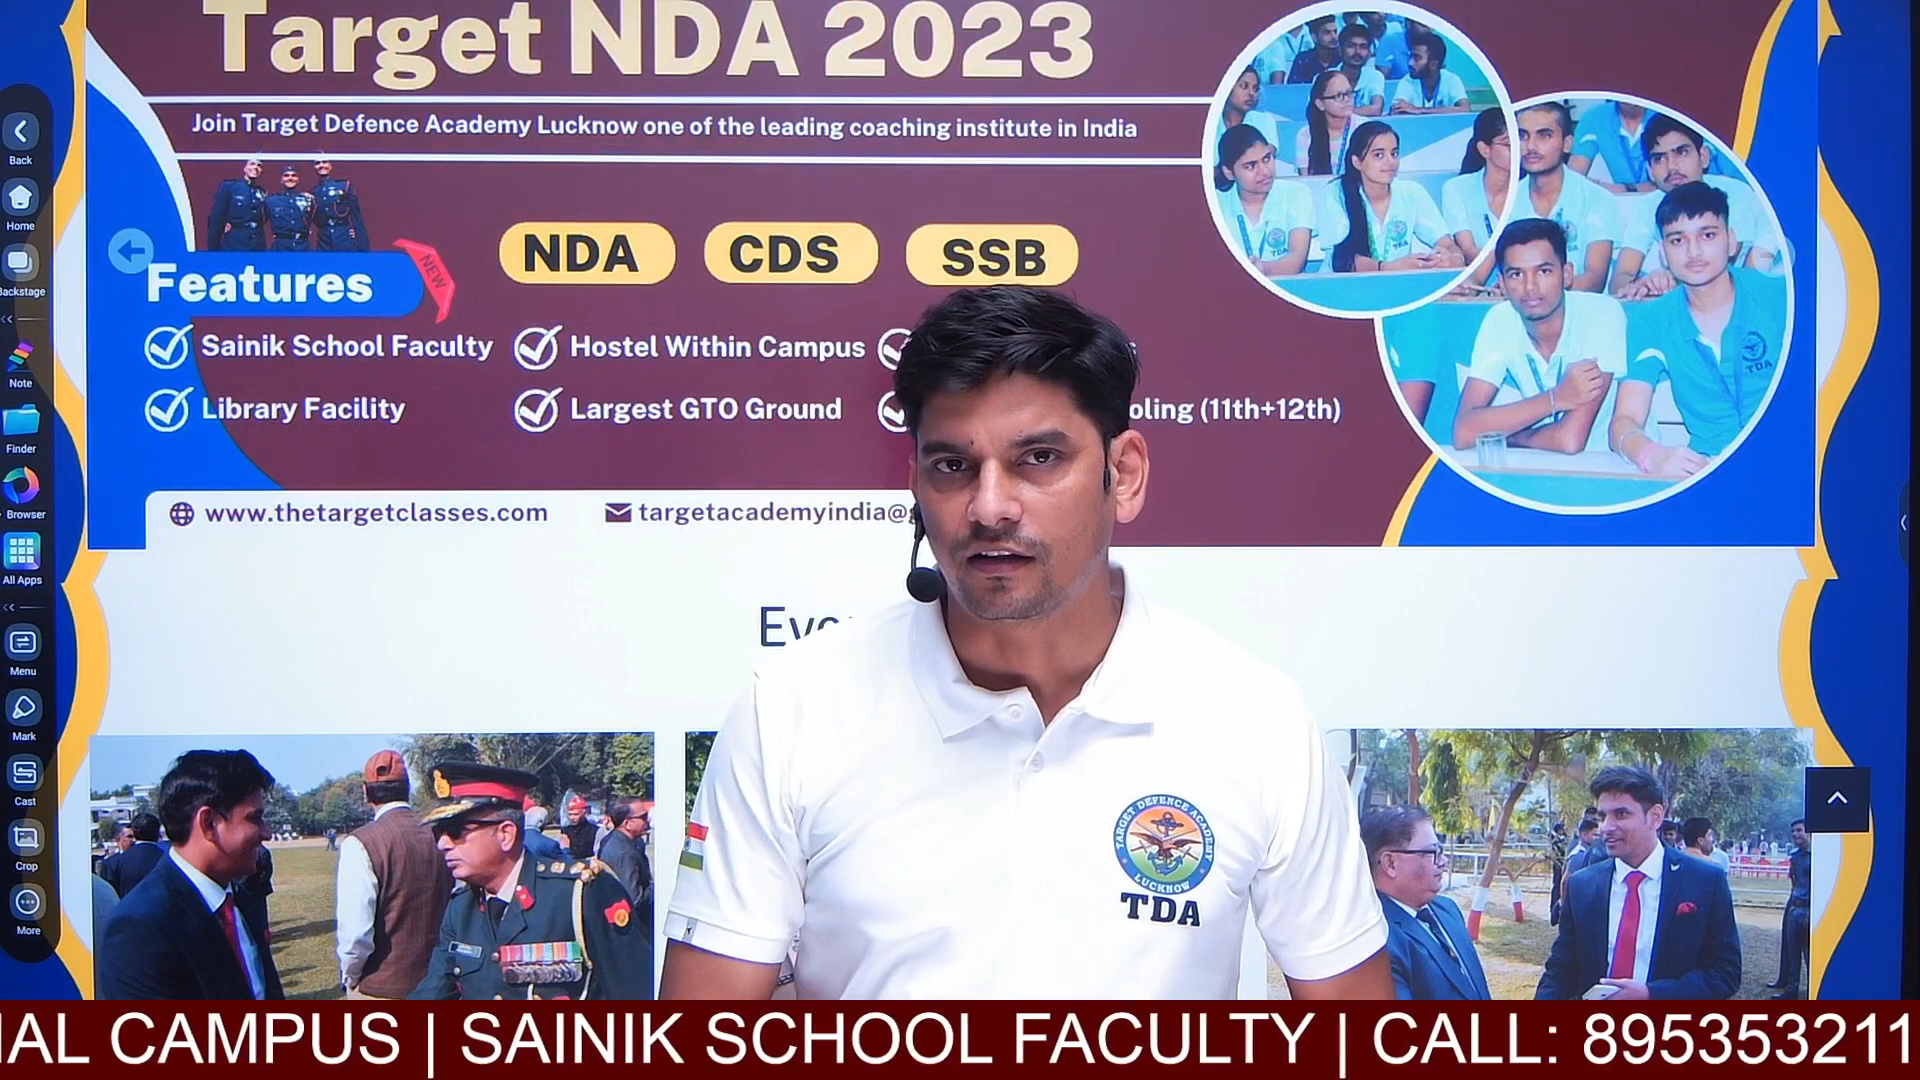 Target NDA 2023
Join Target Defence Academy Lucknow one of the leading coaching institute in India
NDA CDS SSB
Features
NEW
Sainik School Faculty Hostel Within Campus
Library Facility Largest GTO Ground (11th+12th)
www.thetargetclasses.com
Back
Home
Backstage
Note
Finder
Browser
All Apps
Menu
Mark
Cast
Crop
More
TARGET DEFENCE ACADEMY
LUCKNOW
TDA
TDA
TDA
CAMPUS | SAINIK SCHOOL FACULTY | CALL: 895353211